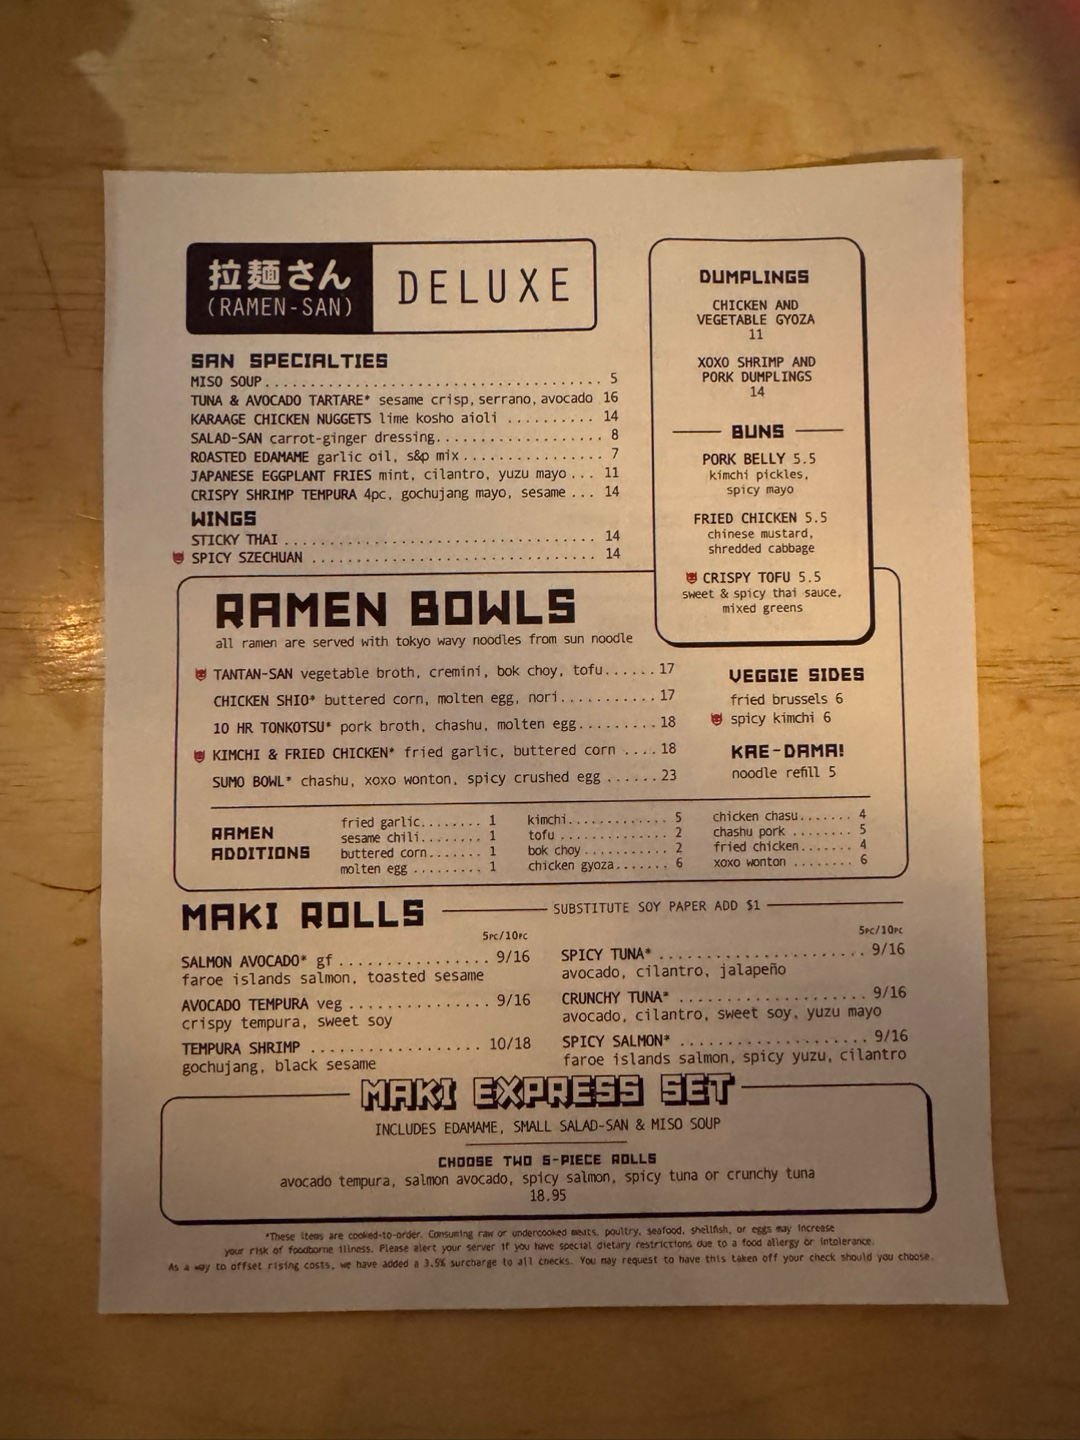 拉麺さん
(RAMEN-SAN)
DELUXE
SAN SPECIALTIES
MISO SOUP.................................... 5
TUNA & AVOCADO TARTARE* sesame crisp, serrano, avocado 16
KARAAGE CHICKEN NUGGETS lime kosho aioli .......... 14
SALAD-SAN carrot-ginger dressing.................... 8
ROASTED EDAMAME garlic oil, s&p mix................ 7
JAPANESE EGGPLANT FRIES mint, cilantro, yuzu mayo... 11
CRISPY SHRIMP TEMPURA 4pc, gochujang mayo, sesame ... 14
WINGS
STICKY THAI .................................. 14
SPICY SZECHUAN ............................... 14
DUMPLINGS
CHICKEN AND
VEGETABLE GYOZA
11
XOXO SHRIMP AND
PORK DUMPLINGS
14
BUNS
PORK BELLY 5.5
kimchi pickles,
spicy mayo
FRIED CHICKEN 5.5
chinese mustard,
shredded cabbage
CRISPY TOFU 5.5
sweet & spicy thai sauce,
mixed greens
RAMEN BOWLS
all ramen are served with tokyo wavy noodles from sun noodle
TANTAN-SAN vegetable broth, cremini, bok choy, tofu......17
CHICKEN SHIO* buttered corn, molten egg, nori...........17
10 HR TONKOTSU* pork broth, chashu, molten egg.........18
KIMCHI & FRIED CHICKEN* fried garlic, buttered corn ....18
SUMO BOWL* chashu, xoxo wonton, spicy crushed egg ......23
VEGGIE SIDES
fried brussels 6
spicy kimchi 6
KAE-DAMA!
noodle refill 5
RAMEN
ADDITIONS
fried garlic........ 1
sesame chili........ 1
buttered corn....... 1
molten egg ......... 1
kimchi............. 5
tofu .............. 2
bok choy .......... 2
chicken gyoza....... 6
chicken chasu....... 4
chashu pork ........ 5
fried chicken....... 4
xoxo wonton ........ 6
MAKI ROLLS
SUBSTITUTE SOY PAPER ADD $1
5PC/10PC
SALMON AVOCADO* gf ................. 9/16
faroe islands salmon, toasted sesame
AVOCADO TEMPURA veg ................ 9/16
crispy tempura, sweet soy
TEMPURA SHRIMP .................... 10/18
gochujang, black sesame
5PC/10PC
SPICY TUNA* ....................... 9/16
avocado, cilantro, jalapeño
CRUNCHY TUNA* ..................... 9/16
avocado, cilantro, sweet soy, yuzu mayo
SPICY SALMON* ..................... 9/16
faroe islands salmon, spicy yuzu, cilantro
MAKI EXPRESS SET
INCLUDES EDAMAME, SMALL SALAD-SAN & MISO SOUP
CHOOSE TWO 5-PIECE ROLLS
avocado tempura, salmon avocado, spicy salmon, spicy tuna or crunchy tuna
18.95
*These items are cooked-to-order. Consuming raw or undercooked meats, poultry, seafood, shellfish, or eggs may increase
your risk of foodborne illness. Please alert your server if you have special dietary restrictions due to a food allergy or intolerance.
As a way to offset rising costs, we have added a 3.5% surcharge to all checks. You may request to have this taken off your check should you choose.